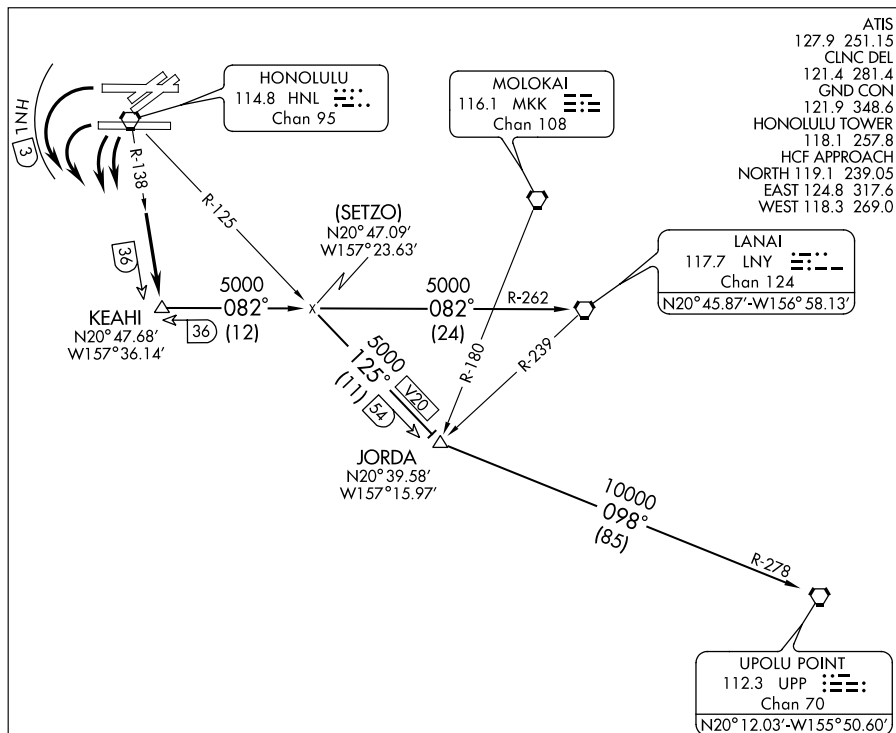 ATIS
127.9 251.15
CLNC DEL
121.4 281.4
GND CON
121.9 348.6
HONOLULU TOWER
118.1 257.8
HCF APPROACH
NORTH 119.1 239.05
EAST 124.8 317.6
WEST 118.3 269.0
HNL 3
HONOLULU
114.8 HNL
Chan 95
MOLOKAI
116.1 MKK
Chan 108
R-138
R-125
(SETZO)
N20°47.09'
W157°23.63'
LANAI
117.7 LNY
Chan 124
N20°45.87'-W156°58.13'
36
KEAHI
N20°47.68'
W157°36.14'
36
5000
082°
(12)
5000
082°
(24)
R-262
R-180
R-239
5000
125°
(11)
V20
54
JORDA
N20°39.58'
W157°15.97'
10000
098°
(85)
R-278
UPOLU POINT
112.3 UPP
Chan 70
N20°12.03'-W155°50.60'